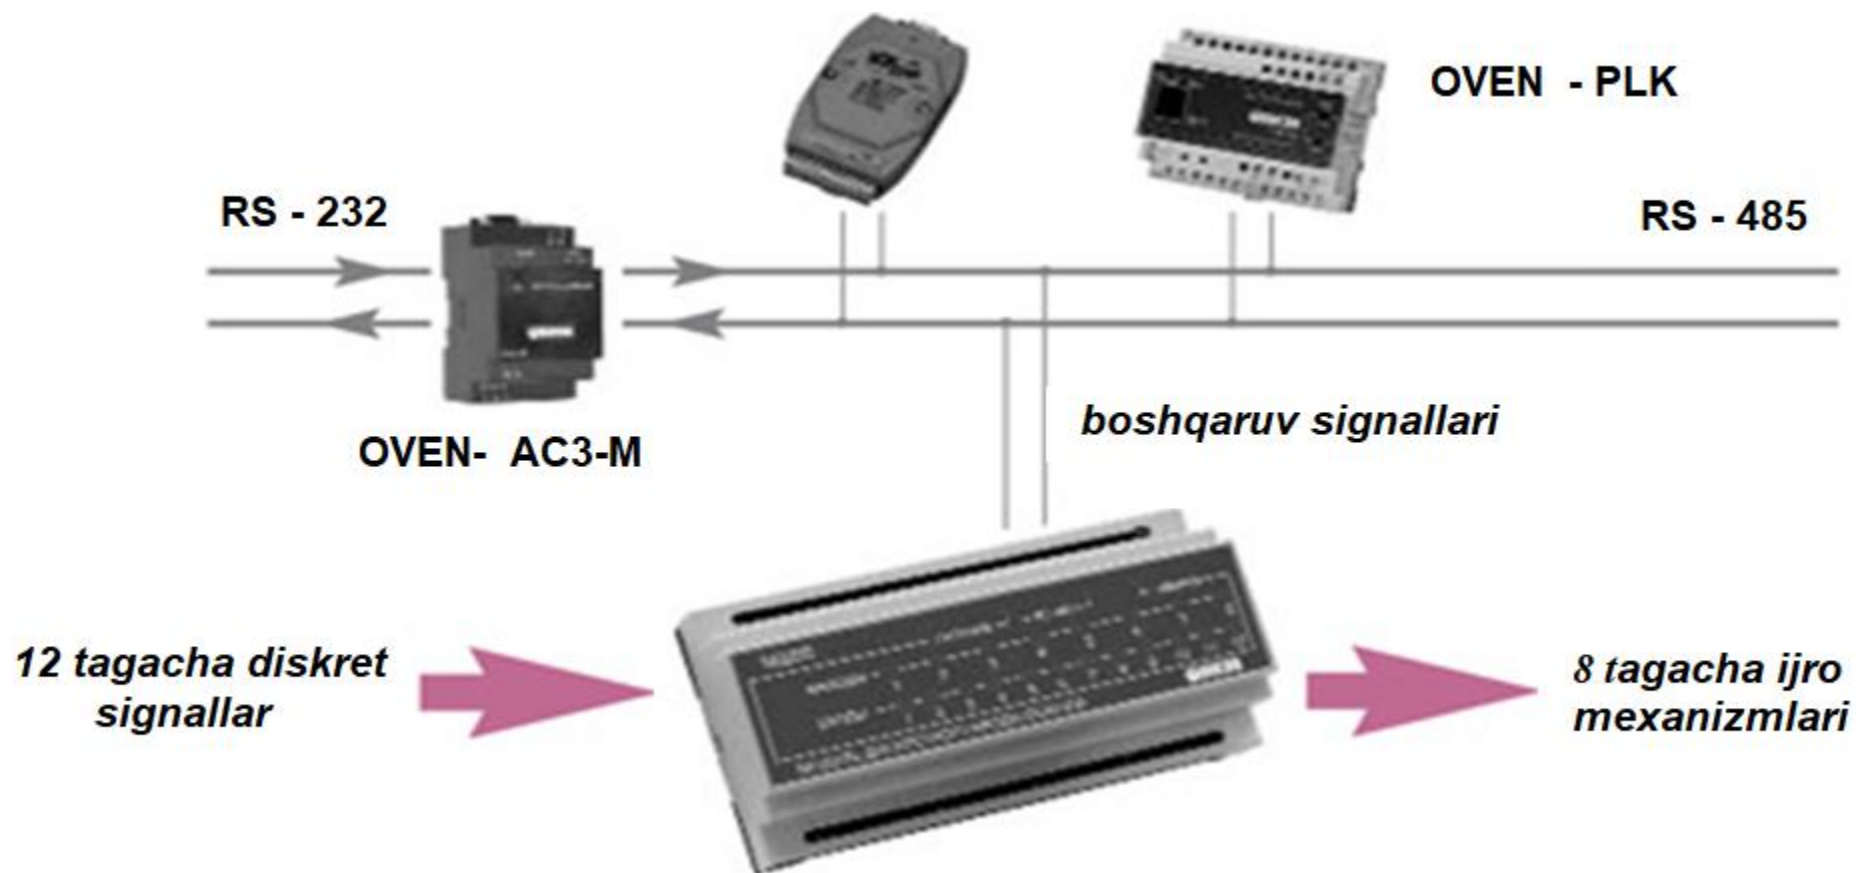 OVEN - PLK
RS - 232
RS - 485
boshqaruv signallari
OVEN- AC3-M
12 tagacha diskret
signallar
8 tagacha ijro
mexanizmlari